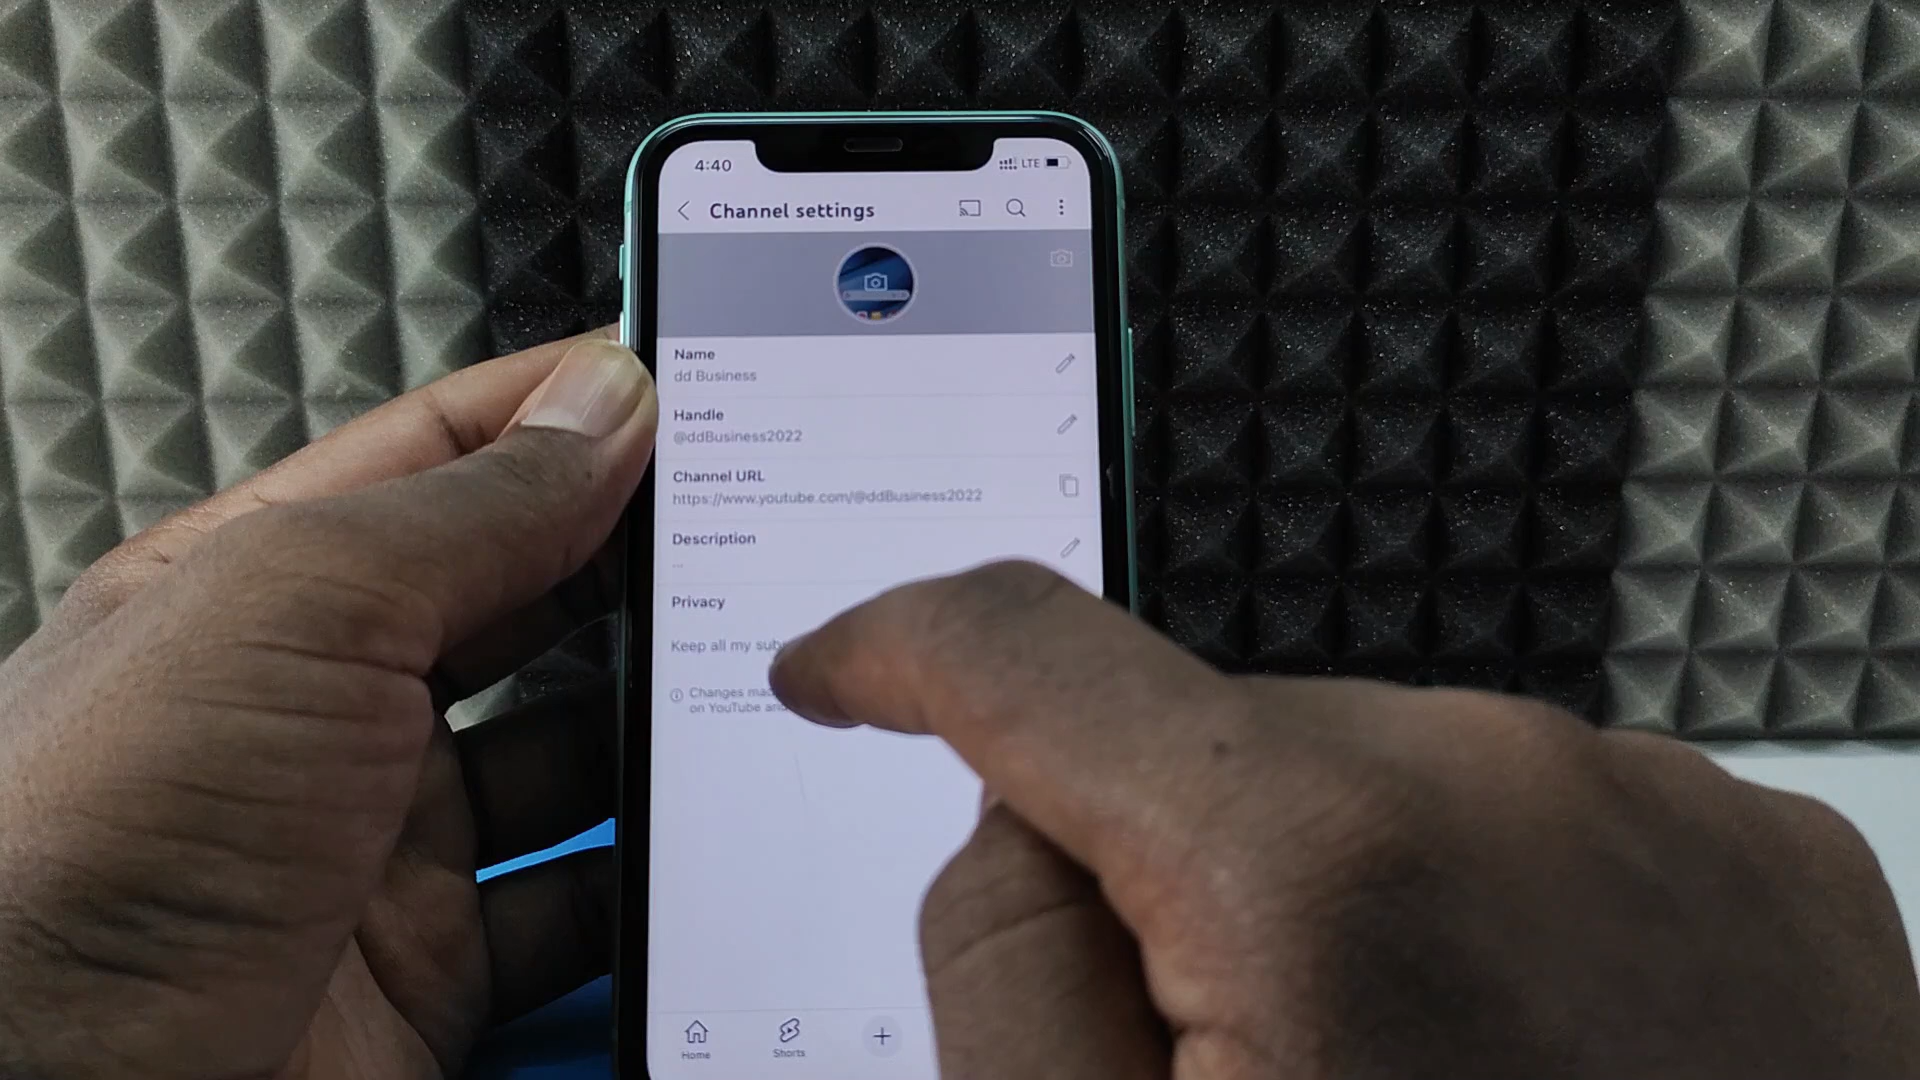 4:40
LTE
Channel settings
Name
dd Business
Handle
@ddBusiness2022
Channel URL
https://www.youtube.com/@ddBusiness2022
Description
...
Privacy
Keep all my
Changes
on YouTube
Home
Shorts